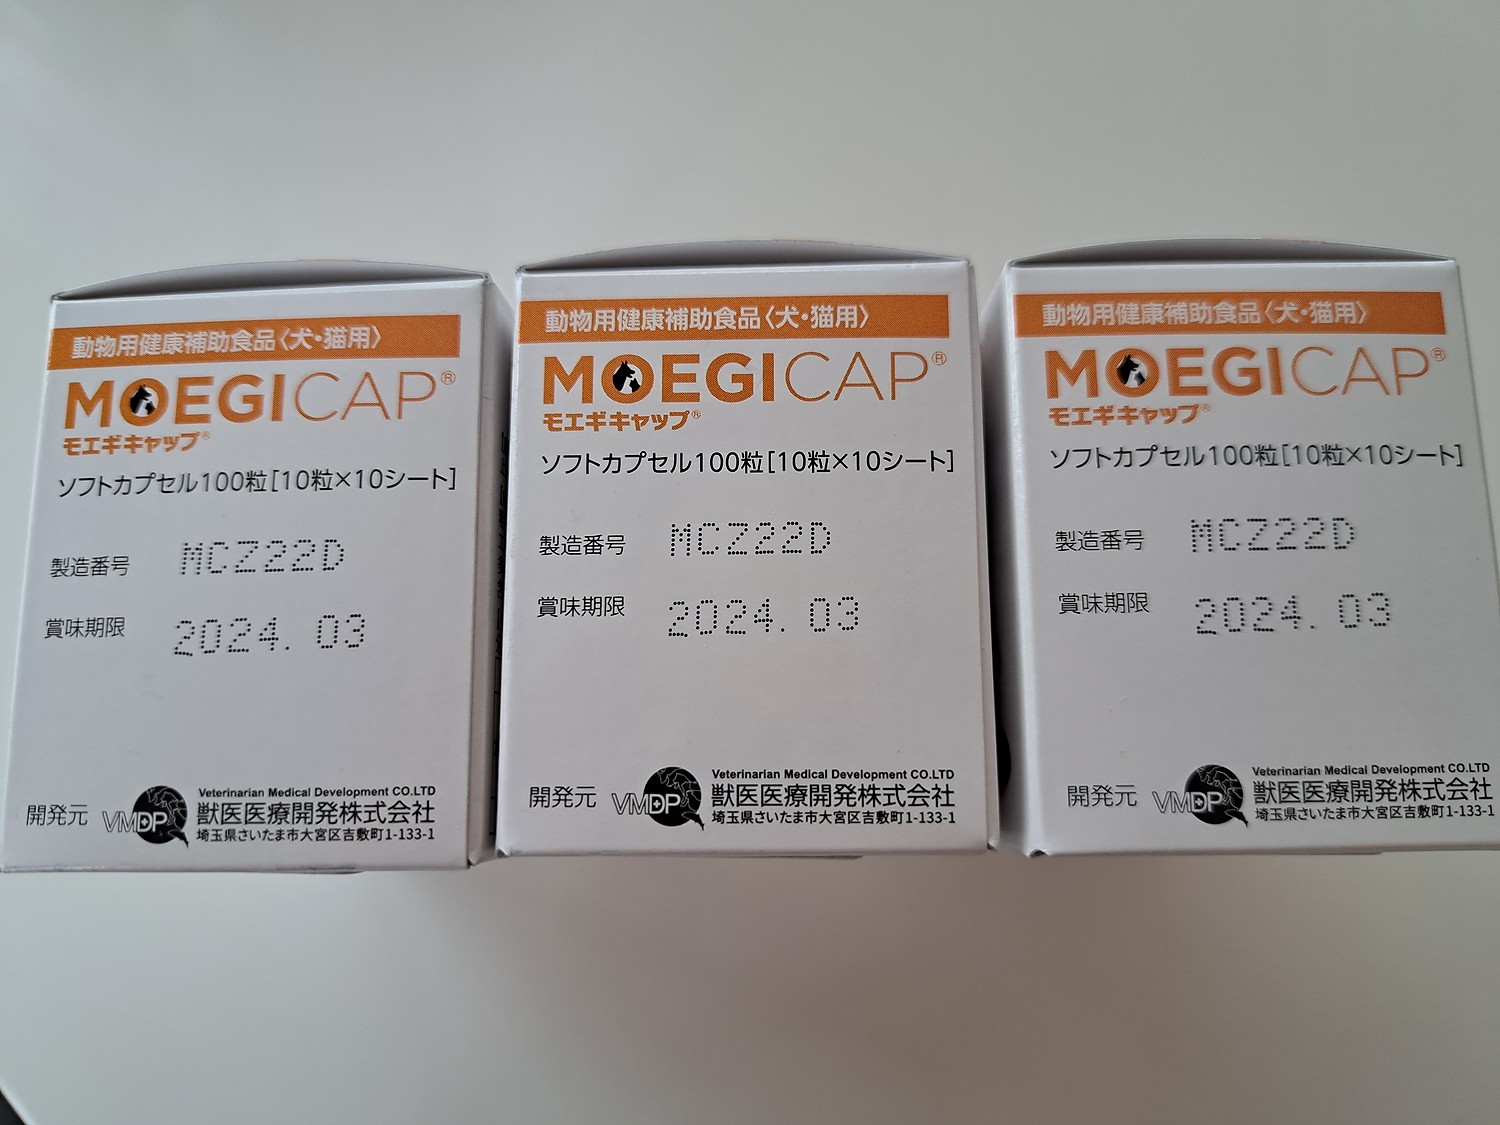 動物用健康補助食品〈犬・猫用〉
MOEGICAP®
モエギキャップ®
ソフトカプセル100粒[10粒×10シート]
製造番号 MCZ22D
賞味期限 2024. 03
開発元 VMDP
Veterinarian Medical Development CO.LTD
獣医医療開発株式会社
埼玉県さいたま市大宮区吉敷町1-133-1
動物用健康補助食品〈犬・猫用〉
MOEGICAP®
モエギキャップ®
ソフトカプセル100粒[10粒×10シート]
製造番号 MCZ22D
賞味期限 2024. 03
開発元 VMDP
Veterinarian Medical Development CO.LTD
獣医医療開発株式会社
埼玉県さいたま市大宮区吉敷町1-133-1
動物用健康補助食品〈犬・猫用〉
MOEGICAP®
モエギキャップ®
ソフトカプセル100粒[10粒×10シート]
製造番号 MCZ22D
賞味期限 2024. 03
開発元 VMDP
Veterinarian Medical Development CO.LTD
獣医医療開発株式会社
埼玉県さいたま市大宮区吉敷町1-133-1